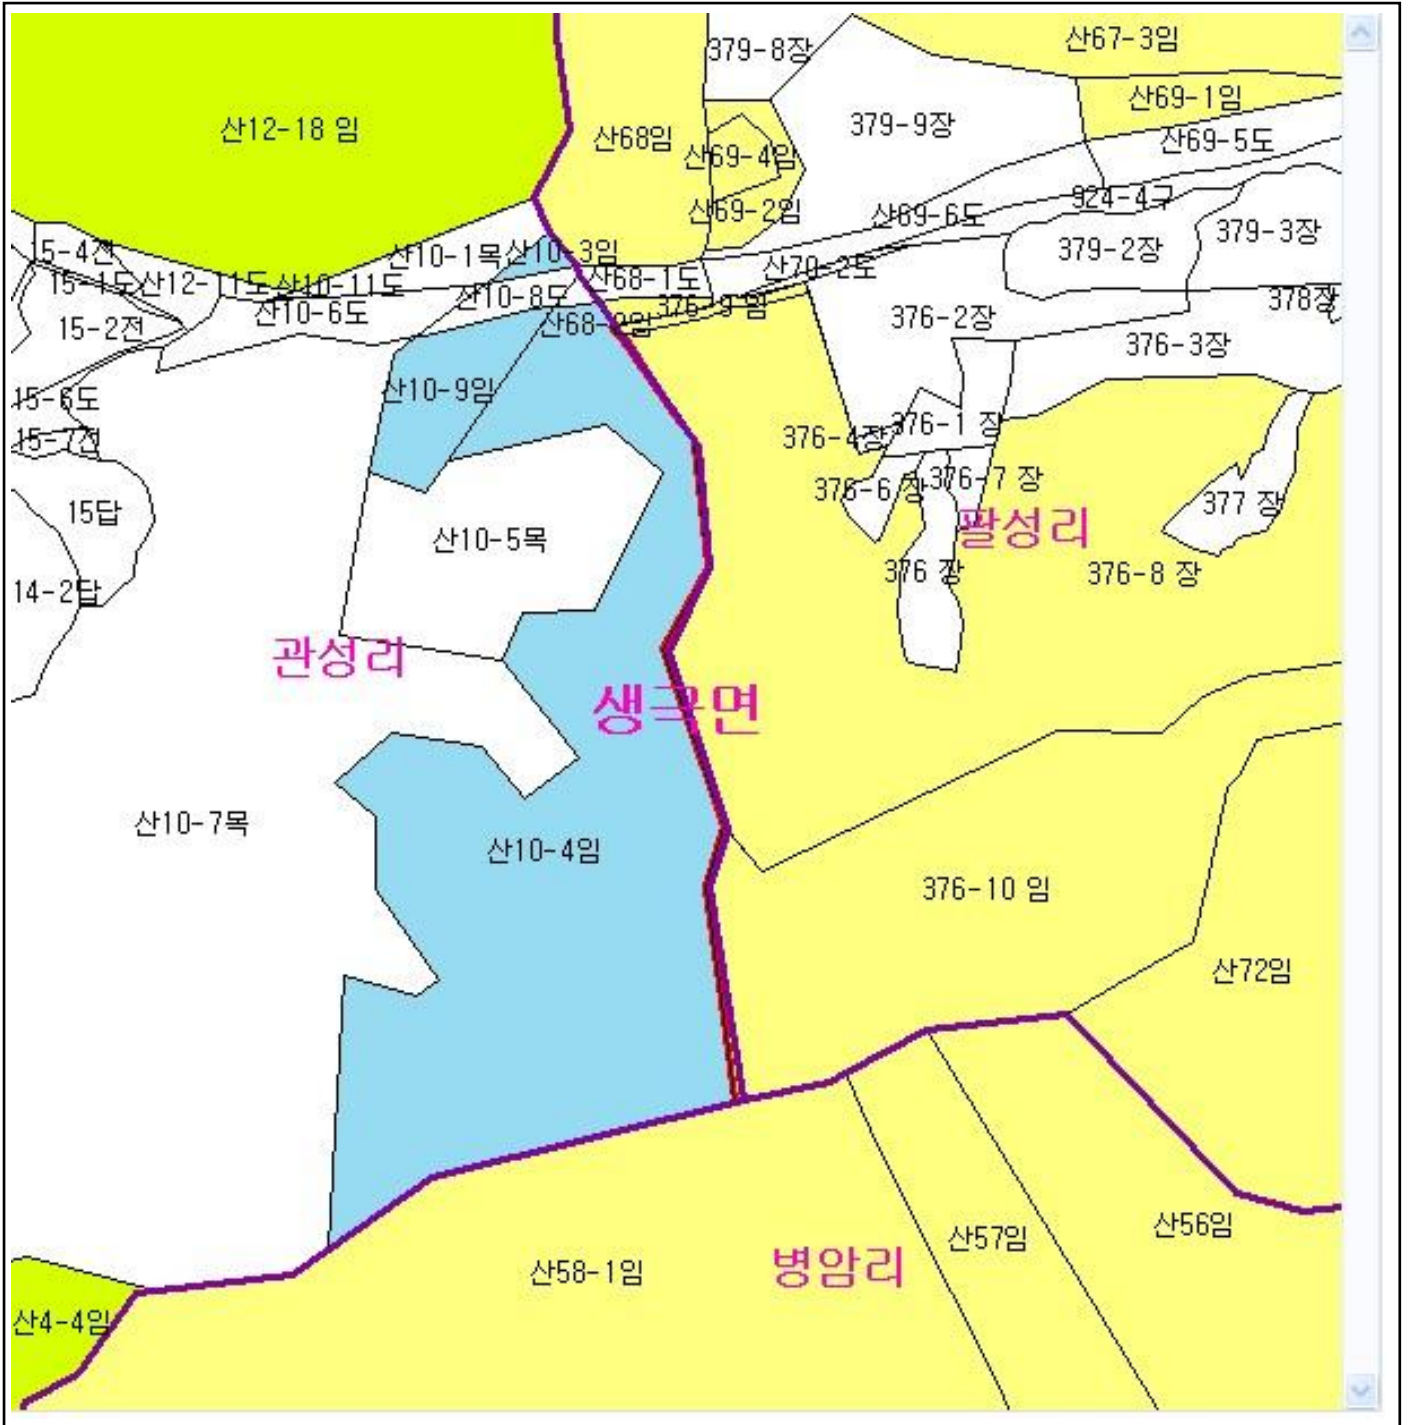 379-8장
산67-3임
산69-1임
산12-18 임
산68임
산69-4임
379-9장
산69-5도
산69-2임
산69-6도
924-4구
379-2장
379-3장
15-4전
산10-1목
산10-3임
산70-2도
15-1도
산12-11도
산10-11도
산10-8도
산68-1도
376-9 임
378장
15-2전
산10-6도
산68-2임
376-2장
376-3장
15-6도
산10-9임
15-7전
376-4장
376-1 장
376-6 장
376-7 장
377 장
15답
산10-5목
팔성리
14-2답
376 장
376-8 장
관성리
생극면
산10-7목
산10-4임
376-10 임
산72임
산57임
산56임
산58-1임
병암리
산4-4임